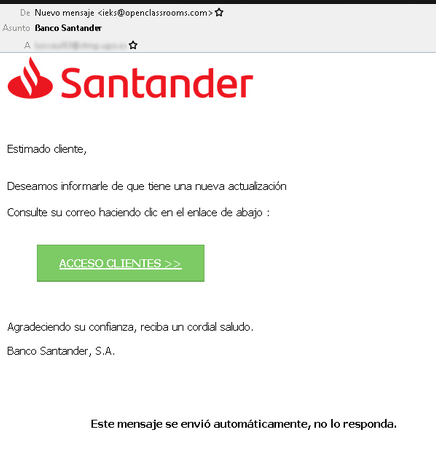 De Nuevo mensaje <ieks@openclassrooms.com>
Asunto Banco Santander
A
Santander
Estimado cliente,
Deseamos informarle de que tiene una nueva actualización
Consulte su correo haciendo clic en el enlace de abajo :
ACCESO CLIENTES >>
Agradeciendo su confianza, reciba un cordial saludo.
Banco Santander, S.A.
Este mensaje se envió automáticamente, no lo responda.